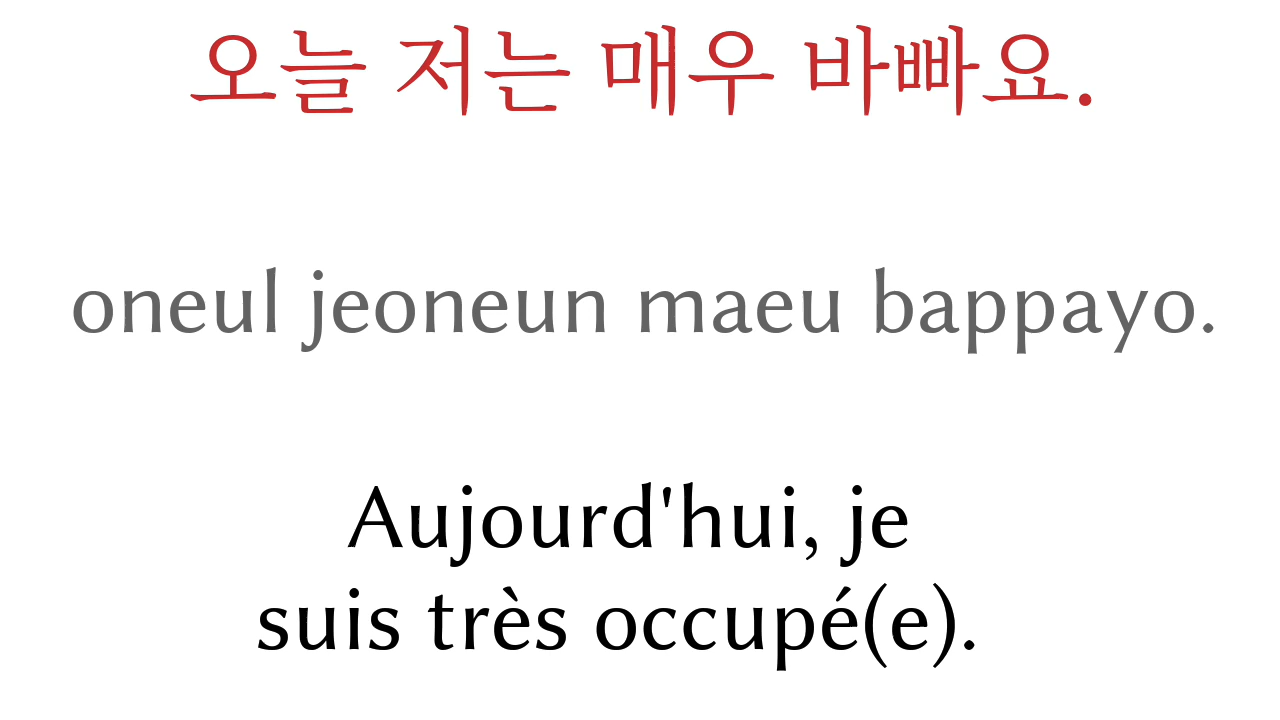 오늘 저는 매우 바빠요.
oneul jeoneun maeu bappayo.
Aujourd'hui, je
suis très occupé(e).